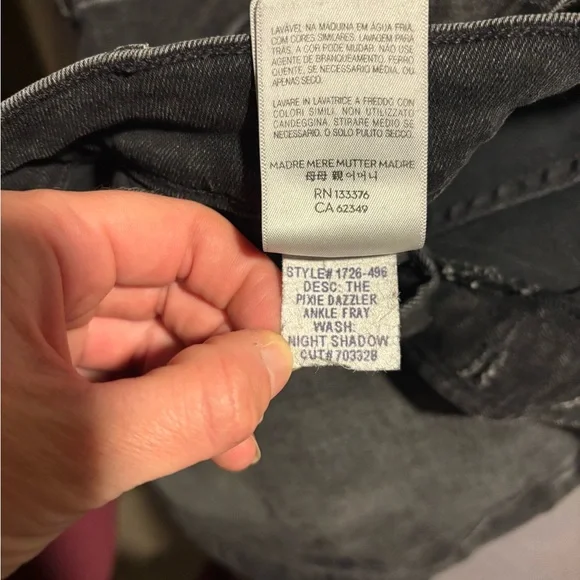 LAVÁVEL NA MÁQUINA EM ÁGUA FRIA,
COM CORES SIMILARES. LAVAGEM PARA
TRÁS. A COR PODE MUDAR. NÃO USE
AGENTE DE BRANQUEAMENTO. FERRO
QUENTE, SE NECESSARIO MÉDIA, OU
APENAS SECO.
LAVARE IN LAVATRICE A FREDDO CON
COLORI SIMILI. NON UTILIZZATO
CANDEGGINA. STIRARE MEDIO SE
NECESSARIO. O SOLO PULITO SECCO.
MADRE MERE MUTTER MADRE
母母 親 어머니
RN 133376
CA 62349
STYLE# 1726-496
DESC: THE
PIXIE DAZZLER
ANKLE FRAY
WASH:
NIGHT SHADOW
CUT# 703328